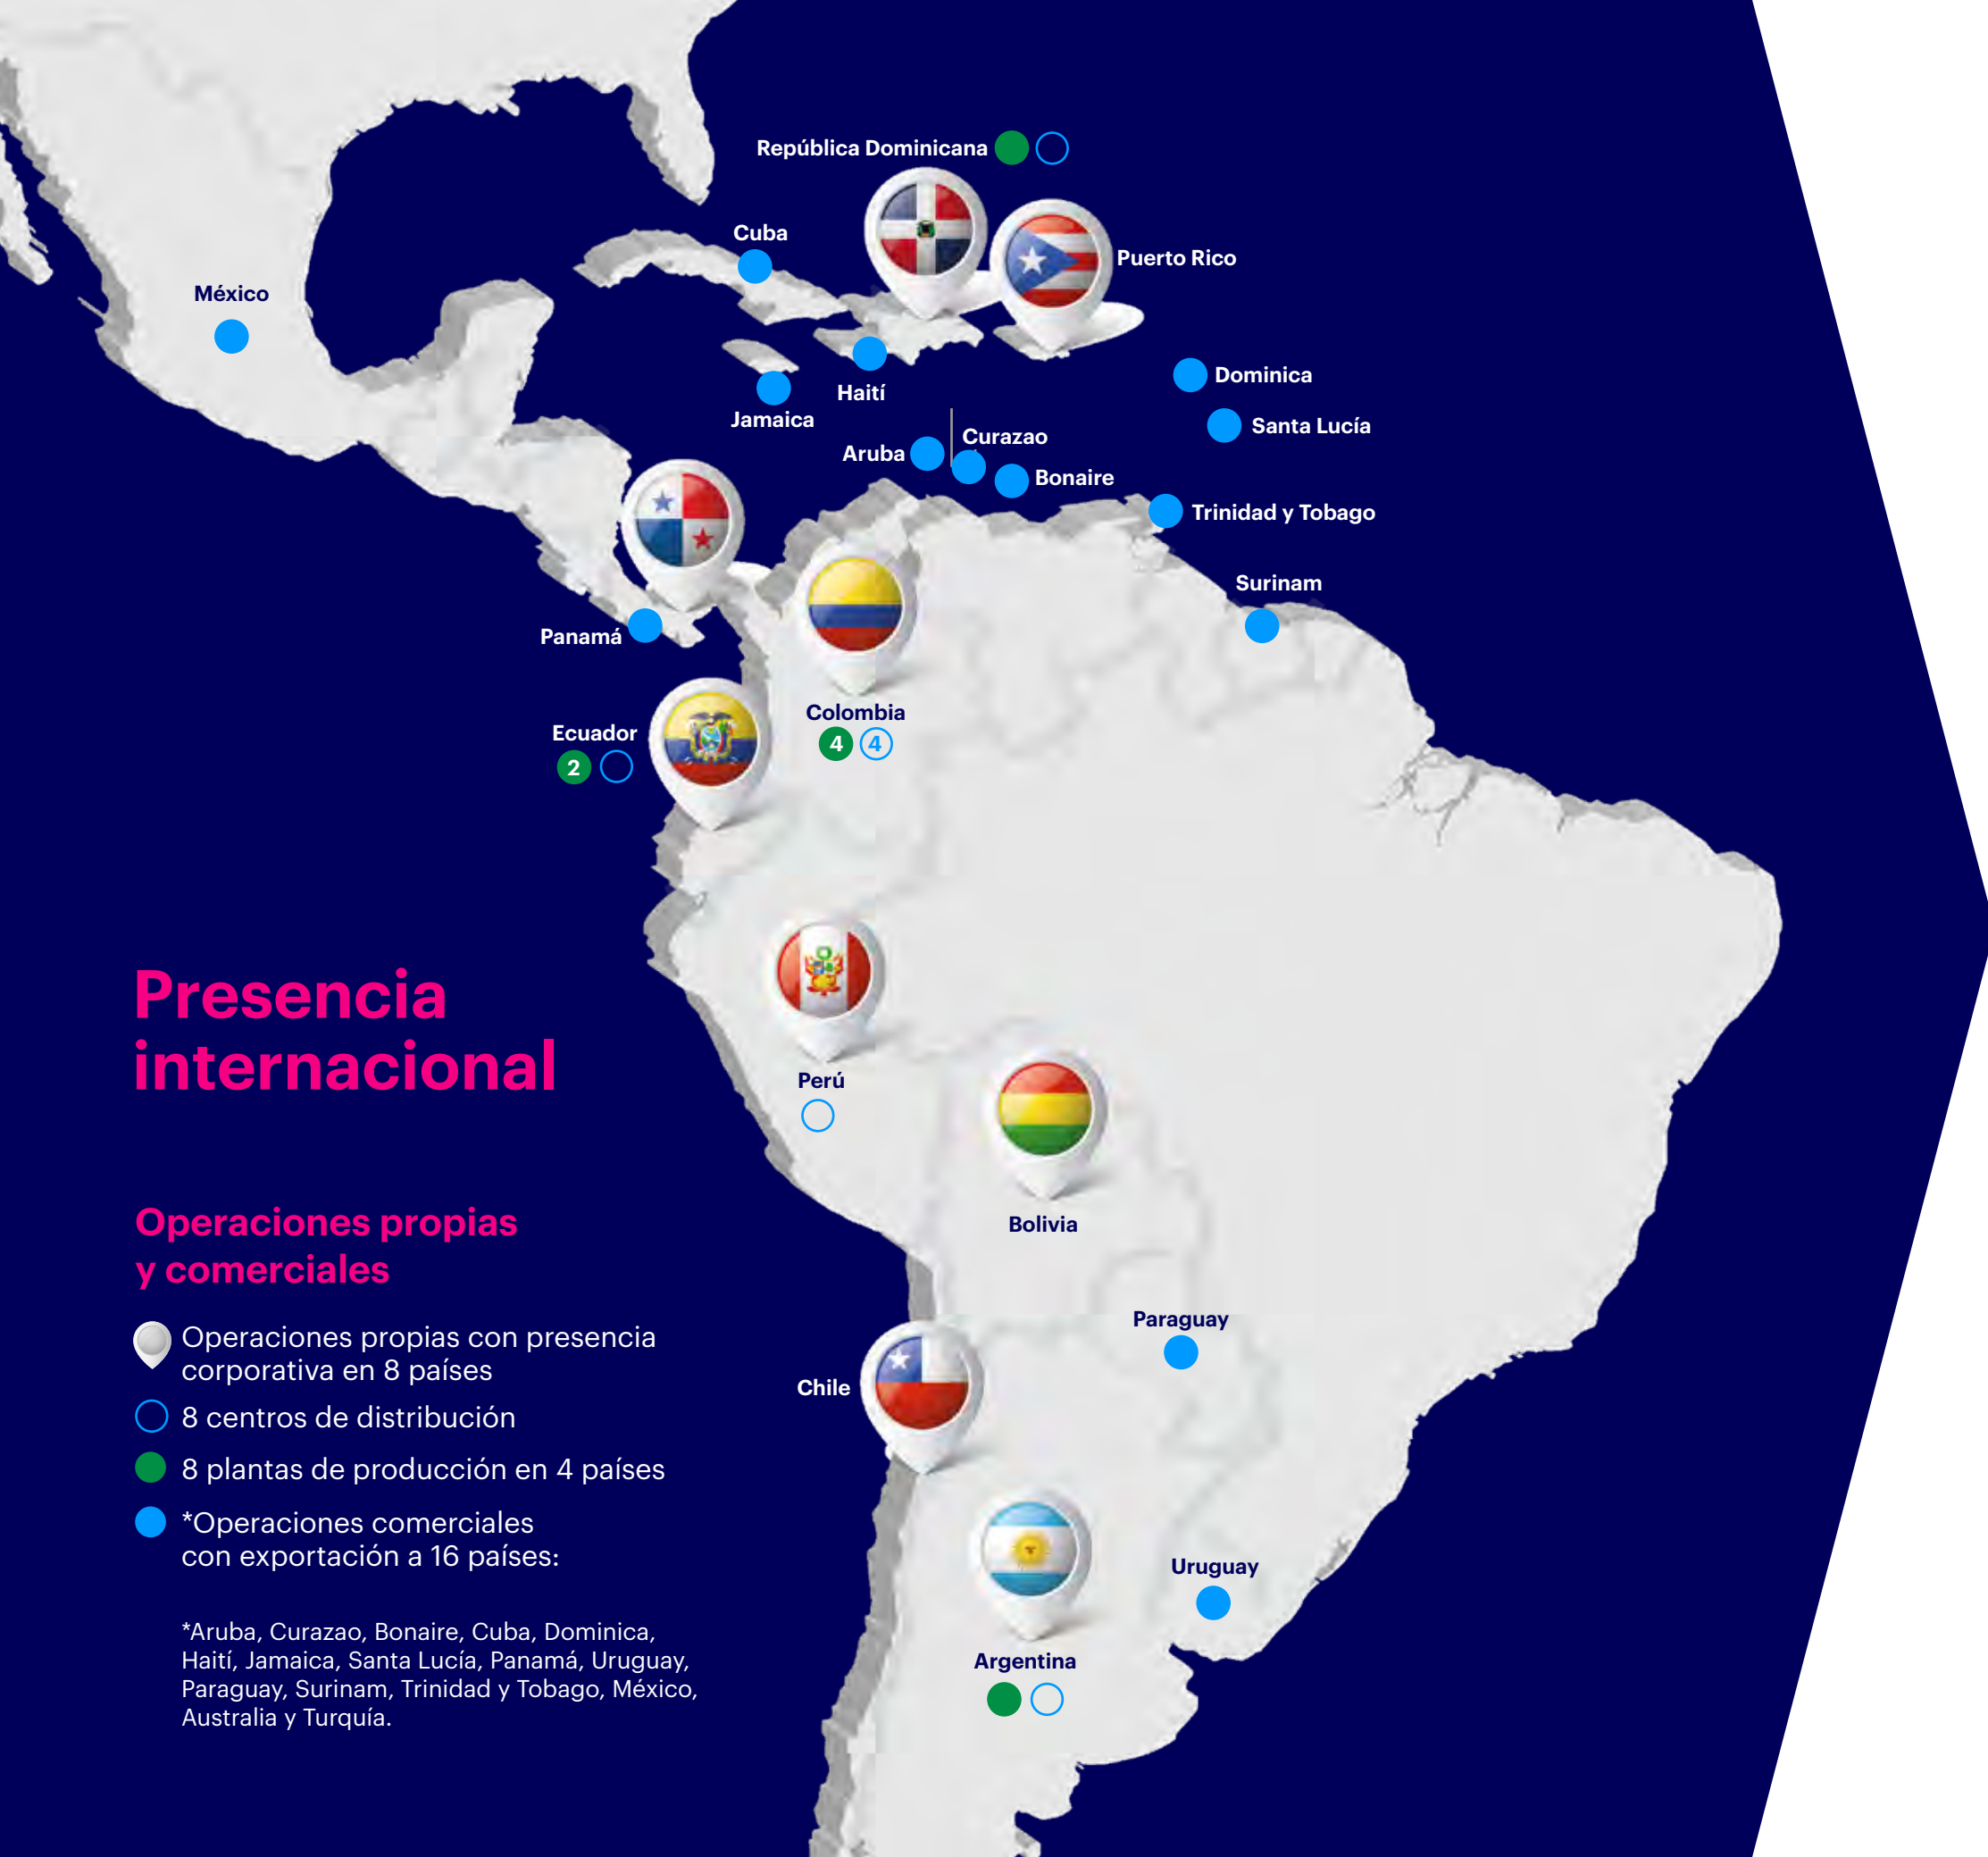 República Dominicana
Cuba
Puerto Rico
México
Haití
Jamaica
Dominica
Santa Lucía
Curazao
Aruba
Bonaire
Trinidad y Tobago
Surinam
Panamá
Colombia
4 4
Ecuador
2
Presencia
internacional
Perú
Bolivia
Operaciones propias
y comerciales
Operaciones propias con presencia
corporativa en 8 países
8 centros de distribución
8 plantas de producción en 4 países
*Operaciones comerciales
con exportación a 16 países:
*Aruba, Curazao, Bonaire, Cuba, Dominica,
Haití, Jamaica, Santa Lucía, Panamá, Uruguay,
Paraguay, Surinam, Trinidad y Tobago, México,
Australia y Turquía.
Paraguay
Chile
Uruguay
Argentina